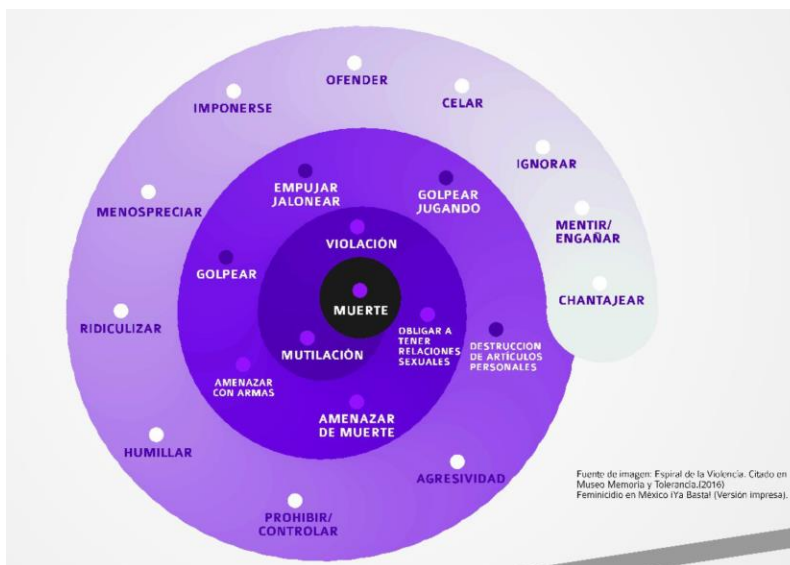 OFENDER
IMPONERSE
CELAR
IGNORAR
EMPUJAR
JALONEAR
GOLPEAR
JUGANDO
MENOSPRECIAR
MENTIR/
ENGAÑAR
VIOLACIÓN
GOLPEAR
CHANTAJEAR
MUERTE
RIDICULIZAR
OBLIGAR A
TENER
RELACIONES
SEXUALES
DESTRUCCION
DE ARTÍCULOS
PERSONALES
MUTILACIÓN
AMENAZAR
CON ARMAS
AMENAZAR
DE MUERTE
HUMILLAR
AGRESIVIDAD
PROHIBIR/
CONTROLAR
Fuente de imagen: Espiral de la Violencia. Citado en
Museo Memoria y Tolerancia.(2016)
Feminicidio en México ¡Ya Basta! (Versión impresa).